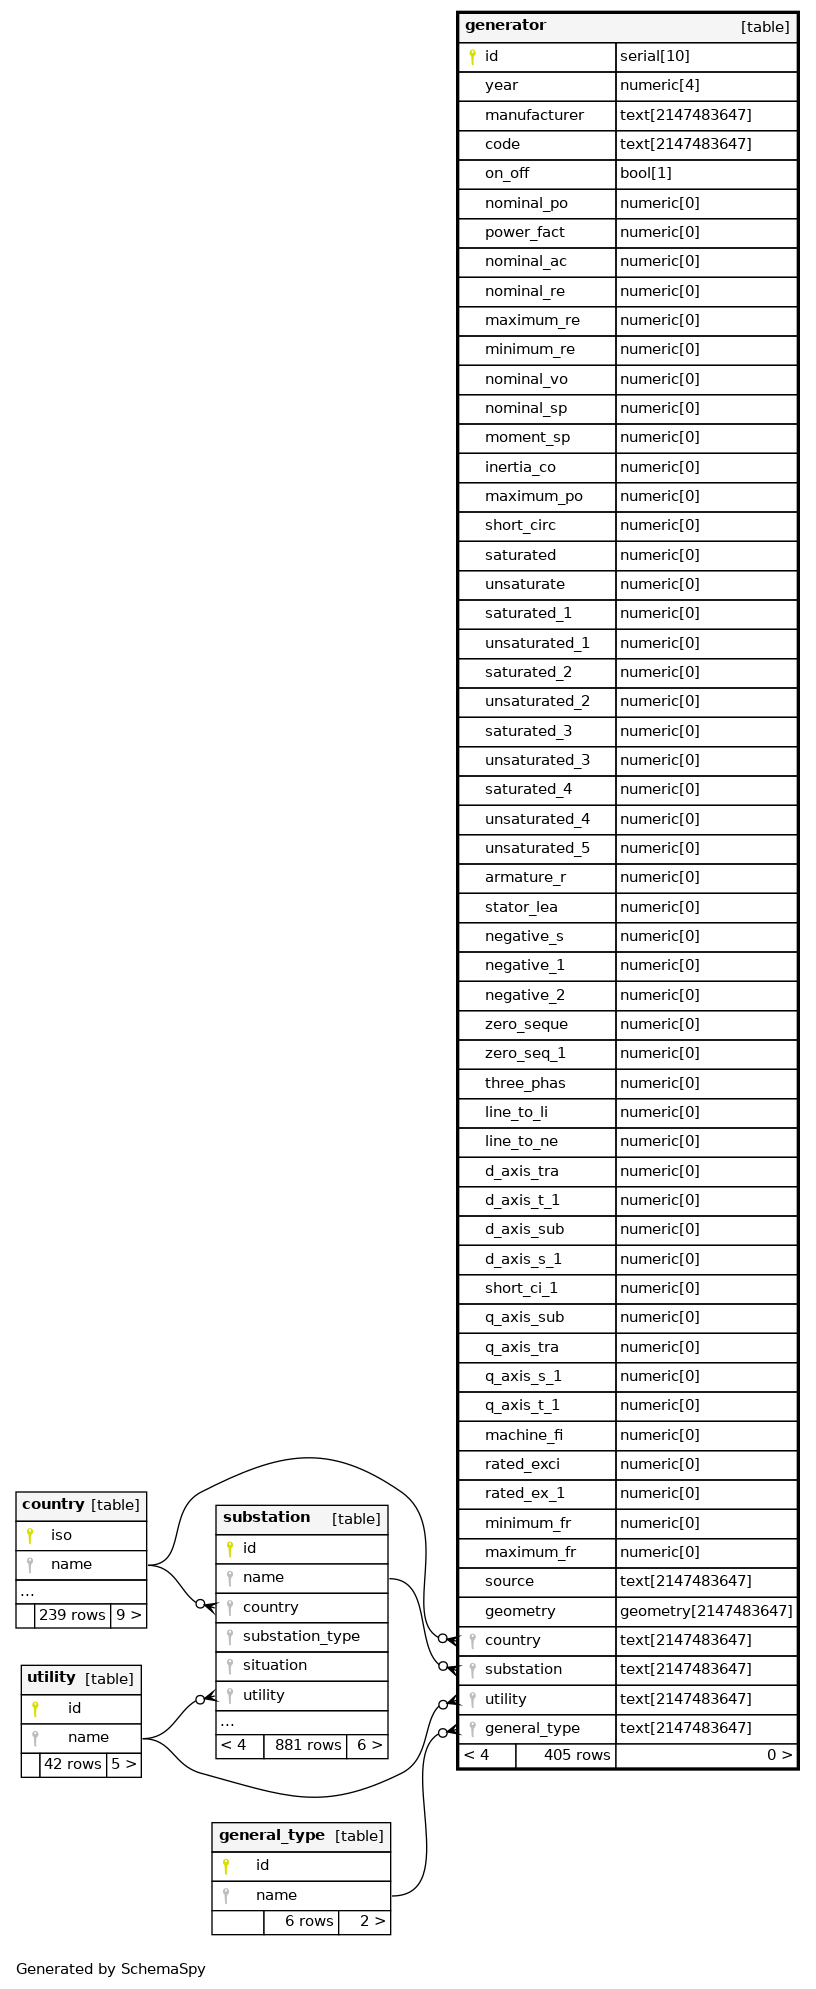 generator [table]
id serial[10]
year numeric[4]
manufacturer text[2147483647]
code text[2147483647]
on_off bool[1]
nominal_po numeric[0]
power_fact numeric[0]
nominal_ac numeric[0]
nominal_re numeric[0]
maximum_re numeric[0]
minimum_re numeric[0]
nominal_vo numeric[0]
nominal_sp numeric[0]
moment_sp numeric[0]
inertia_co numeric[0]
maximum_po numeric[0]
short_circ numeric[0]
saturated numeric[0]
unsaturate numeric[0]
saturated_1 numeric[0]
unsaturated_1 numeric[0]
saturated_2 numeric[0]
unsaturated_2 numeric[0]
saturated_3 numeric[0]
unsaturated_3 numeric[0]
saturated_4 numeric[0]
unsaturated_4 numeric[0]
unsaturated_5 numeric[0]
armature_r numeric[0]
stator_lea numeric[0]
negative_s numeric[0]
negative_1 numeric[0]
negative_2 numeric[0]
zero_seque numeric[0]
zero_seq_1 numeric[0]
three_phas numeric[0]
line_to_li numeric[0]
line_to_ne numeric[0]
d_axis_tra numeric[0]
d_axis_t_1 numeric[0]
d_axis_sub numeric[0]
d_axis_s_1 numeric[0]
short_ci_1 numeric[0]
q_axis_sub numeric[0]
q_axis_tra numeric[0]
q_axis_s_1 numeric[0]
q_axis_t_1 numeric[0]
machine_fi numeric[0]
rated_exci numeric[0]
rated_ex_1 numeric[0]
minimum_fr numeric[0]
maximum_fr numeric[0]
source text[2147483647]
geometry geometry[2147483647]
country text[2147483647]
substation text[2147483647]
utility text[2147483647]
general_type text[2147483647]
< 4 405 rows 0 >
country [table]
iso
name
...
239 rows 9 >
substation [table]
id
name
country
substation_type
situation
utility
...
< 4 881 rows 6 >
utility [table]
id
name
42 rows 5 >
general_type [table]
id
name
6 rows 2 >
Generated by SchemaSpy